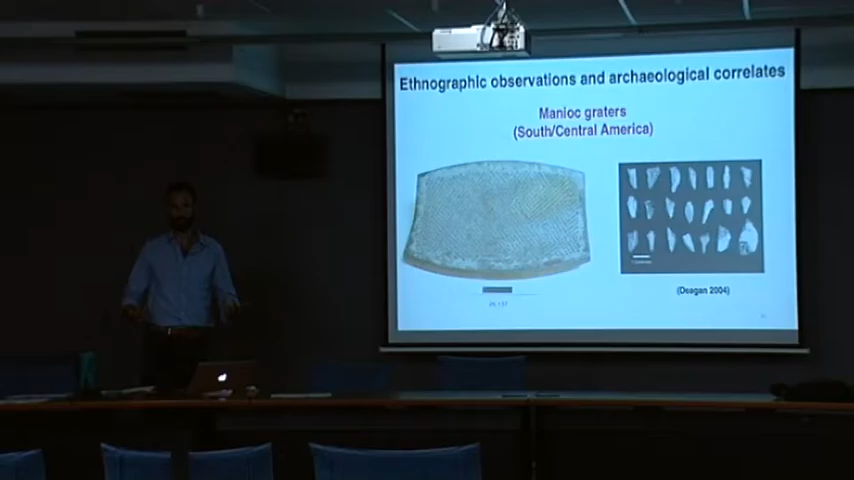 Ethnographic observations and archaeological correlates
Manioc graters
(South/Central America)
(Deagan 2004)